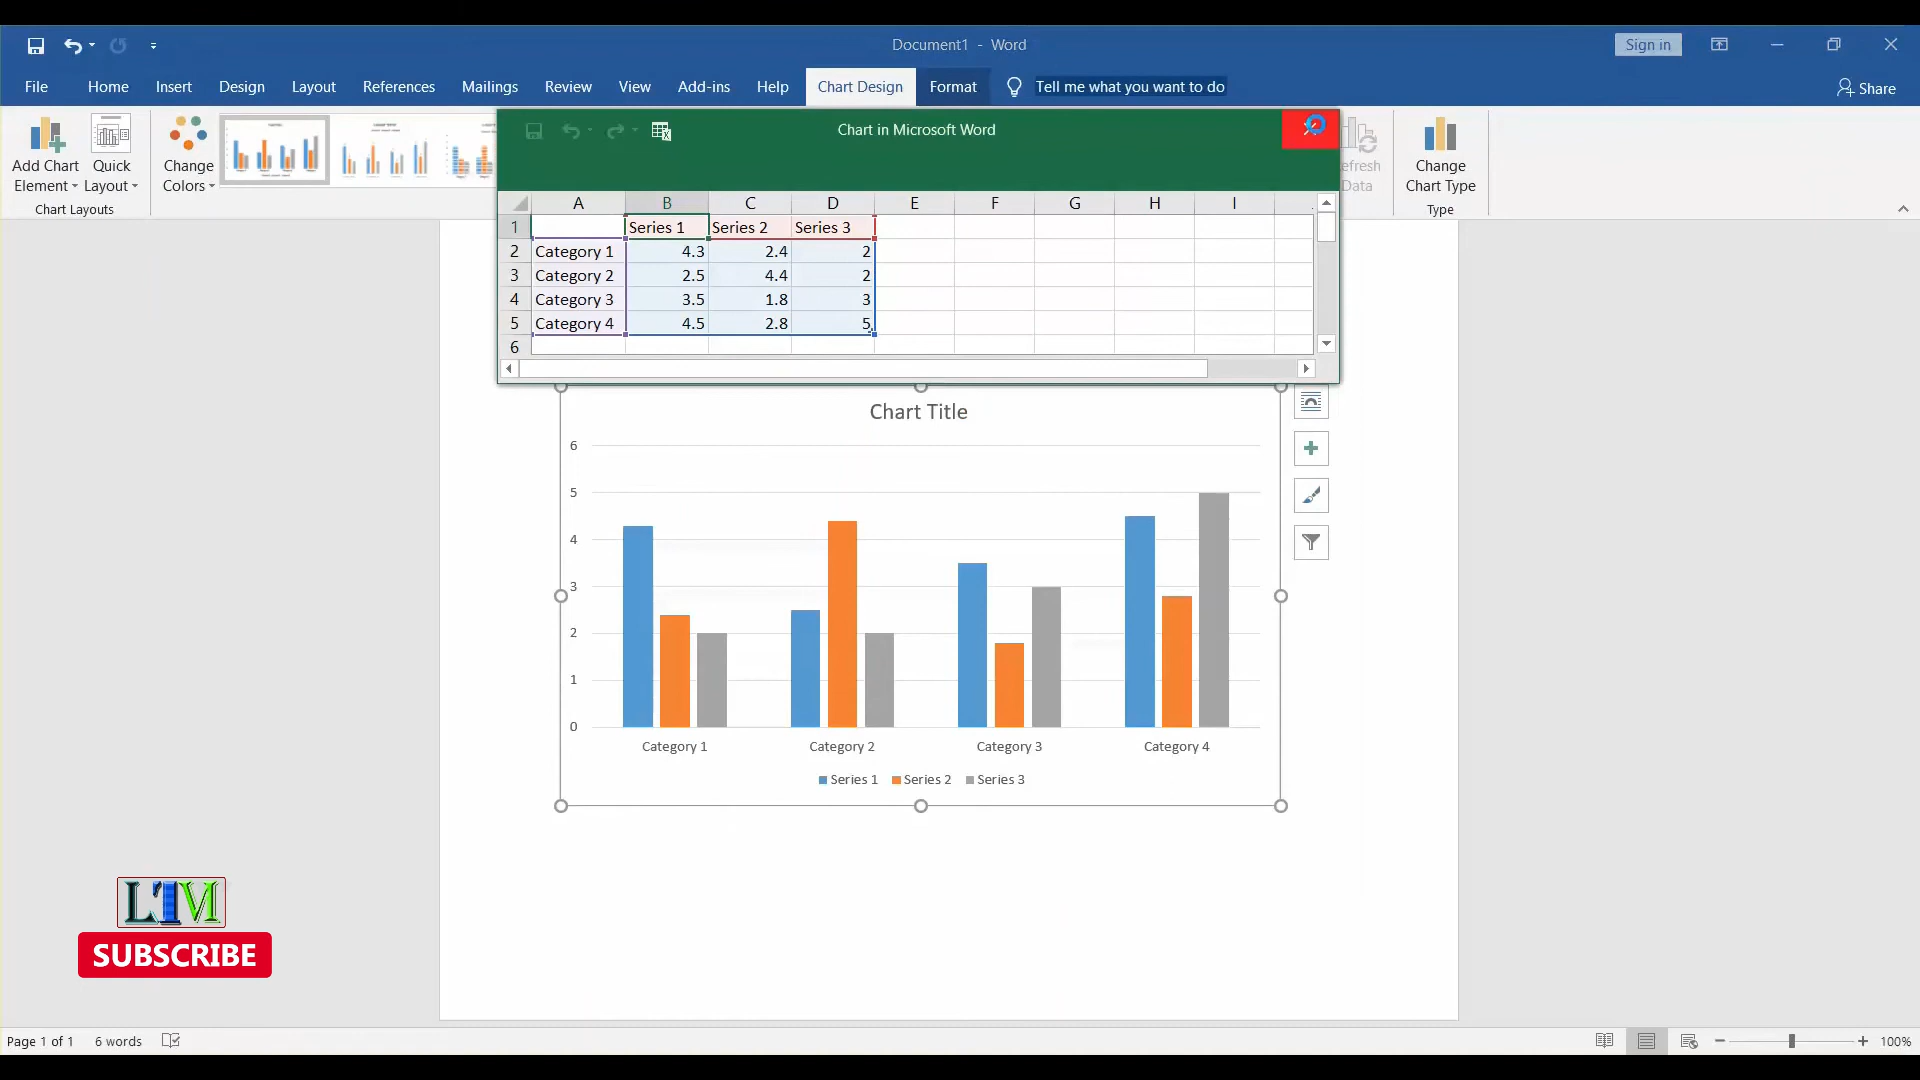 Document1 - Word
Sign in
File Home Insert Design Layout References Mailings Review View Add-ins Help Chart Design Format Tell me what you want to do Share
Add Chart Element
Quick Layout
Chart Layouts
Change Colors
Chart in Microsoft Word
Data
Change Chart Type
Type
A B C D E F G H I
1 Series 1 Series 2 Series 3
2 Category 1 4.3 2.4 2
3 Category 2 2.5 4.4 2
4 Category 3 3.5 1.8 3
5 Category 4 4.5 2.8 5
6
Chart Title
6
5
4
3
2
1
0
Category 1 Category 2 Category 3 Category 4
Series 1 Series 2 Series 3
LTM
SUBSCRIBE
Page 1 of 1 6 words 100%